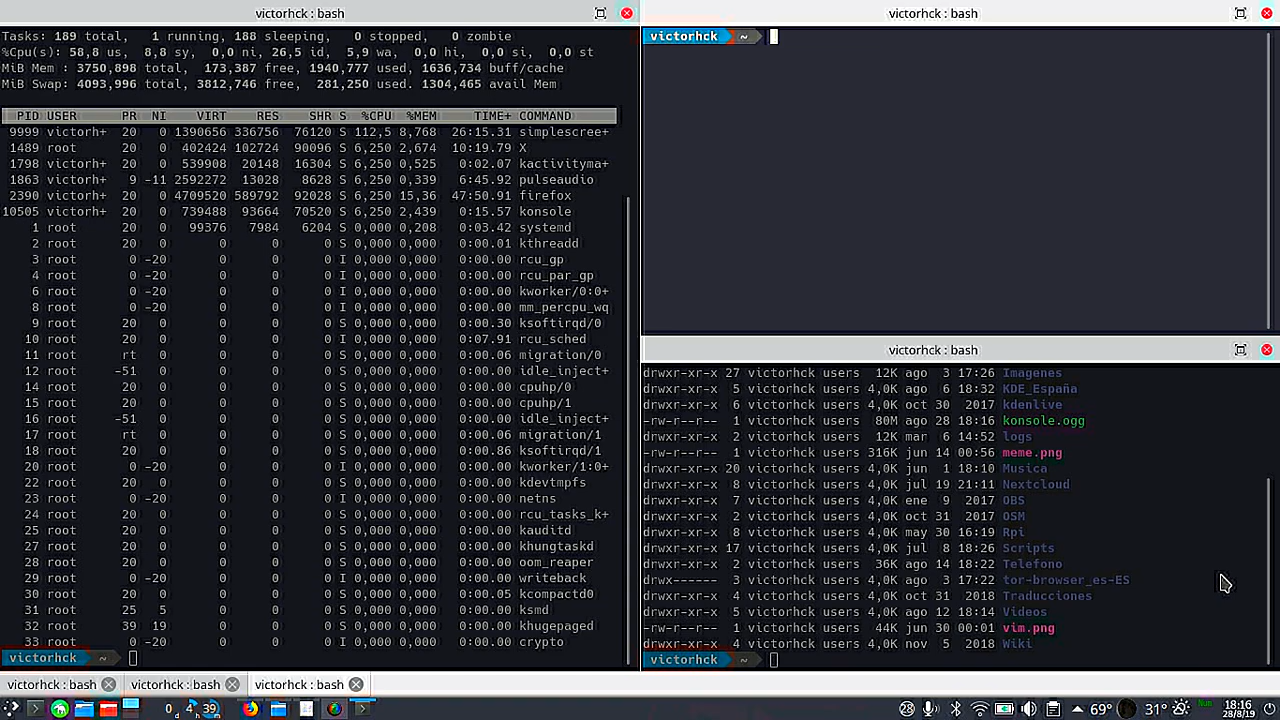 victorhck : bash
Tasks: 189 total, 1 running, 188 sleeping, 0 stopped, 0 zombie
%Cpu(s): 58,8 us, 8,8 sy, 0,0 ni, 26,5 id, 5,9 wa, 0,0 hi, 0,0 si, 0,0 st
MiB Mem : 3750,898 total, 173,387 free, 1940,777 used, 1636,734 buff/cache
MiB Swap: 4093,996 total, 3812,746 free, 281,250 used. 1304,465 avail Mem
PID USER PR NI VIRT RES SHR S %CPU %MEM TIME+ COMMAND
9999 victorh+ 20 0 1390656 336756 76120 S 112,5 8,768 26:15.31 simplescree+
1489 root 20 0 402424 102724 90096 S 6,250 2,674 10:19.79 X
1798 victorh+ 20 0 539908 20148 16304 S 6,250 0,525 0:02.07 kactivityma+
1863 victorh+ 9 -11 2592272 13028 8628 S 6,250 0,339 6:45.92 pulseaudio
2390 victorh+ 20 0 4709520 589792 92028 S 6,250 15,36 47:50.91 firefox
10505 victorh+ 20 0 739488 93664 70520 S 6,250 2,439 0:15.57 konsole
1 root 20 0 99376 7984 6204 S 0,000 0,208 0:03.42 systemd
2 root 20 0 0 0 0 S 0,000 0,000 0:00.01 kthreadd
3 root 0 -20 0 0 0 I 0,000 0,000 0:00.00 rcu_gp
4 root 0 -20 0 0 0 I 0,000 0,000 0:00.00 rcu_par_gp
6 root 0 -20 0 0 0 I 0,000 0,000 0:00.00 kworker/0:0+
8 root 0 -20 0 0 0 I 0,000 0,000 0:00.00 mm_percpu_wq
9 root 20 0 0 0 0 S 0,000 0,000 0:00.30 ksoftirqd/0
10 root 20 0 0 0 0 I 0,000 0,000 0:07.91 rcu_sched
11 root rt 0 0 0 0 S 0,000 0,000 0:00.06 migration/0
12 root -51 0 0 0 0 S 0,000 0,000 0:00.00 idle_inject+
14 root 20 0 0 0 0 S 0,000 0,000 0:00.00 cpuhp/0
15 root 20 0 0 0 0 S 0,000 0,000 0:00.00 cpuhp/1
16 root -51 0 0 0 0 S 0,000 0,000 0:00.00 idle_inject+
17 root rt 0 0 0 0 S 0,000 0,000 0:00.06 migration/1
18 root 20 0 0 0 0 S 0,000 0,000 0:00.86 ksoftirqd/1
20 root 0 -20 0 0 0 I 0,000 0,000 0:00.00 kworker/1:0+
22 root 20 0 0 0 0 S 0,000 0,000 0:00.00 kdevtmpfs
23 root 0 -20 0 0 0 I 0,000 0,000 0:00.00 netns
24 root 20 0 0 0 0 S 0,000 0,000 0:00.00 rcu_tasks_k+
25 root 20 0 0 0 0 S 0,000 0,000 0:00.00 kauditd
27 root 20 0 0 0 0 S 0,000 0,000 0:00.00 khungtaskd
28 root 20 0 0 0 0 S 0,000 0,000 0:00.00 oom_reaper
29 root 0 -20 0 0 0 I 0,000 0,000 0:00.00 writeback
30 root 20 0 0 0 0 S 0,000 0,000 0:00.05 kcompactd0
31 root 25 5 0 0 0 S 0,000 0,000 0:00.00 ksmd
32 root 39 19 0 0 0 S 0,000 0,000 0:00.00 khugepaged
33 root 0 -20 0 0 0 I 0,000 0,000 0:00.00 crypto
victorhck ~
victorhck : bash
victorhck ~
victorhck : bash
drwxr-xr-x 27 victorhck users 12K ago 3 17:26 Imagenes
drwxr-xr-x 5 victorhck users 4,0K ago 6 18:32 KDE_España
drwxr-xr-x 6 victorhck users 4,0K oct 30 2017 kdenlive
-rw-r--r-- 1 victorhck users 80M ago 28 18:16 konsole.ogg
drwxr-xr-x 2 victorhck users 12K mar 6 14:52 logs
-rw-r--r-- 1 victorhck users 316K jun 14 00:56 meme.png
drwxr-xr-x 20 victorhck users 4,0K jun 1 18:10 Musica
drwxr-xr-x 8 victorhck users 4,0K jul 19 21:11 Nextcloud
drwxr-xr-x 7 victorhck users 4,0K ene 9 2017 OBS
drwxr-xr-x 2 victorhck users 4,0K oct 31 2017 OSM
drwxr-xr-x 8 victorhck users 4,0K may 30 16:19 Rpi
drwxr-xr-x 17 victorhck users 4,0K jul 8 18:26 Scripts
drwxr-xr-x 2 victorhck users 36K ago 14 18:22 Telefono
drwx------ 3 victorhck users 4,0K ago 3 17:22 tor-browser_es-ES
drwxr-xr-x 4 victorhck users 4,0K oct 31 2018 Traducciones
drwxr-xr-x 5 victorhck users 4,0K ago 12 18:14 Videos
-rw-r--r-- 1 victorhck users 44K jun 30 00:01 vim.png
drwxr-xr-x 4 victorhck users 4,0K nov 5 2018 Wiki
victorhck ~
victorhck : bash victorhck : bash victorhck : bash
0 39 28 69° 31° 18:16
28/8/19